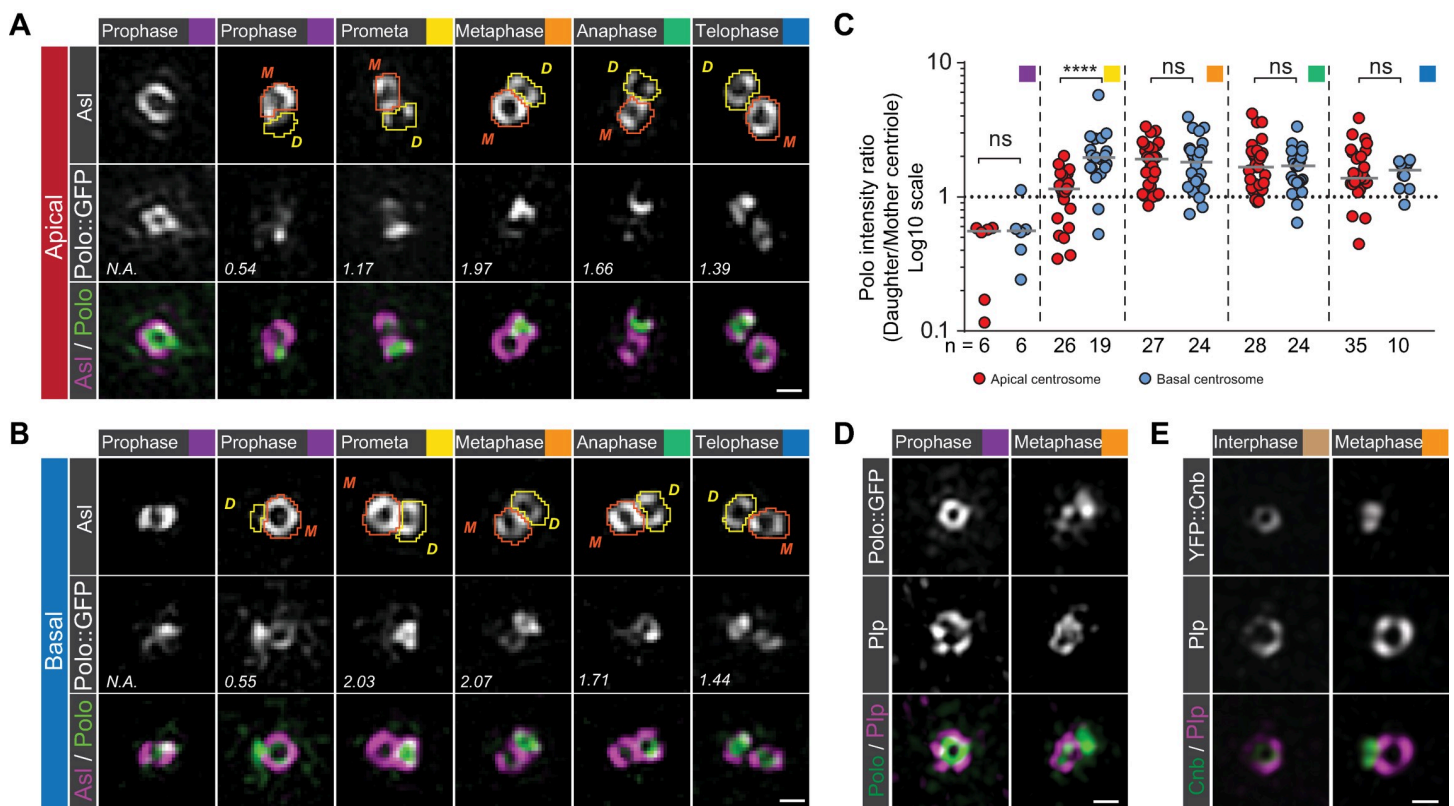 A
Prophase Prophase Prometa Metaphase Anaphase Telophase
Apical
Asl
M D M D D M D M D M
Polo::GFP
N.A. 0.54 1.17 1.97 1.66 1.39
Asl / Polo
B
Prophase Prophase Prometa Metaphase Anaphase Telophase
Basal
Asl
D M M D D M D M D M
Polo::GFP
N.A. 0.55 2.03 2.07 1.71 1.44
Asl / Polo
C
Polo intensity ratio
(Daughter/Mother centriole)
Log10 scale
10
1
0.1
ns **** ns ns ns
n = 6 6 26 19 27 24 28 24 35 10
Apical centrosome Basal centrosome
D
Prophase Metaphase
Polo::GFP
Plp
Polo / Plp
E
Interphase Metaphase
YFP::Cnb
Plp
Cnb / Plp